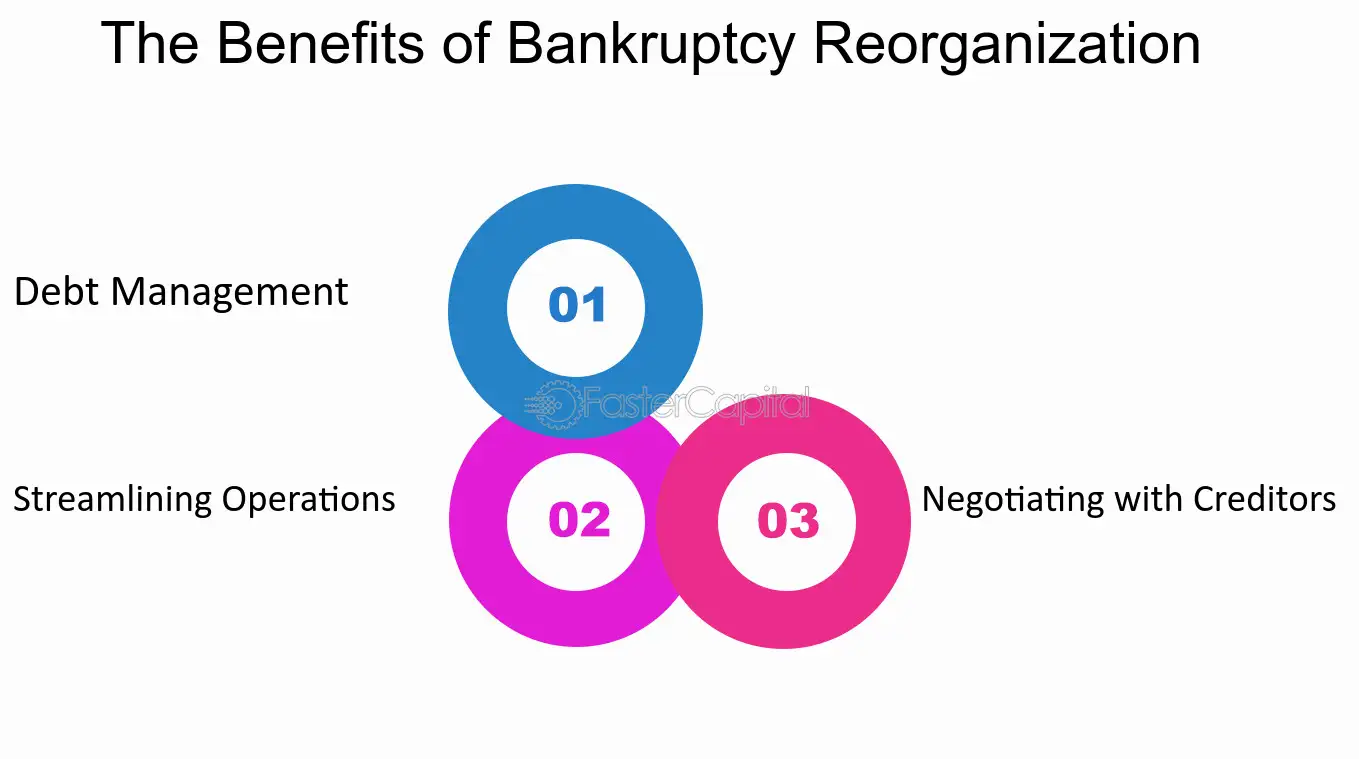 The Benefits of Bankruptcy Reorganization
Debt Management
01
FasterCapital
Streamlining Operations
02
03
Negotiating with Creditors